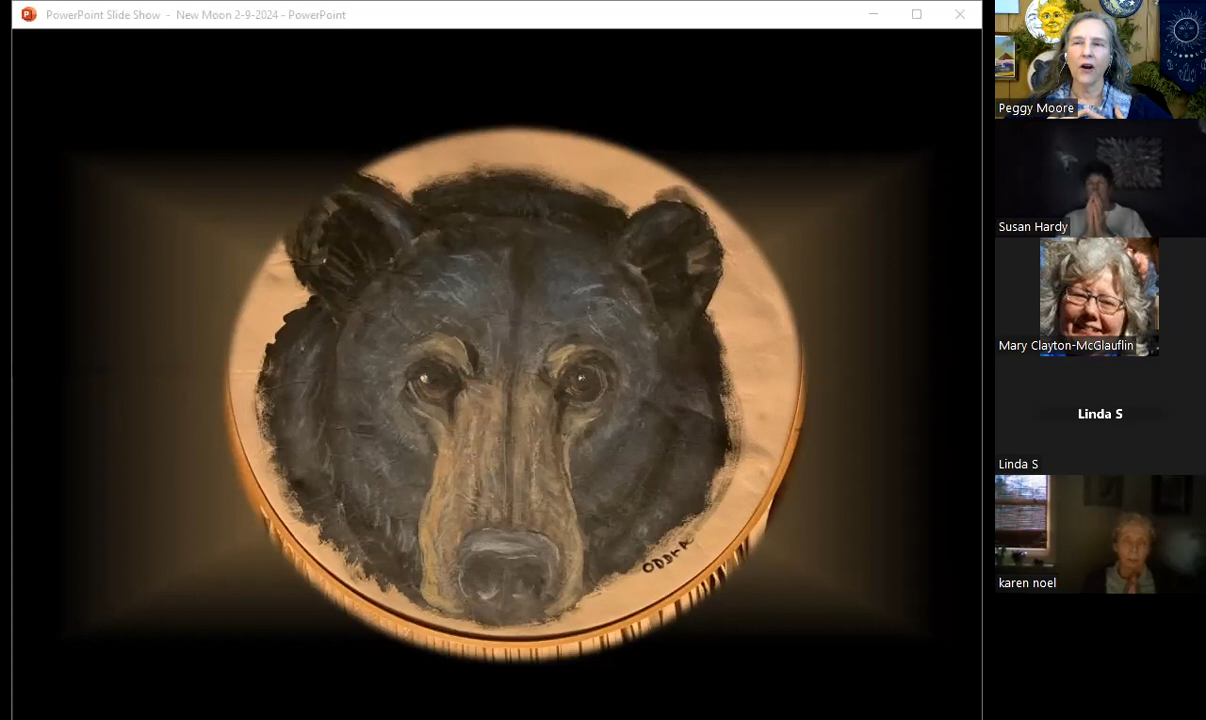 PowerPoint Slide Show - New Moon 2-9-2024 - PowerPoint
Peggy Moore
Susan Hardy
Mary Clayton-McGlauflin
Linda S
Linda S
karen noel